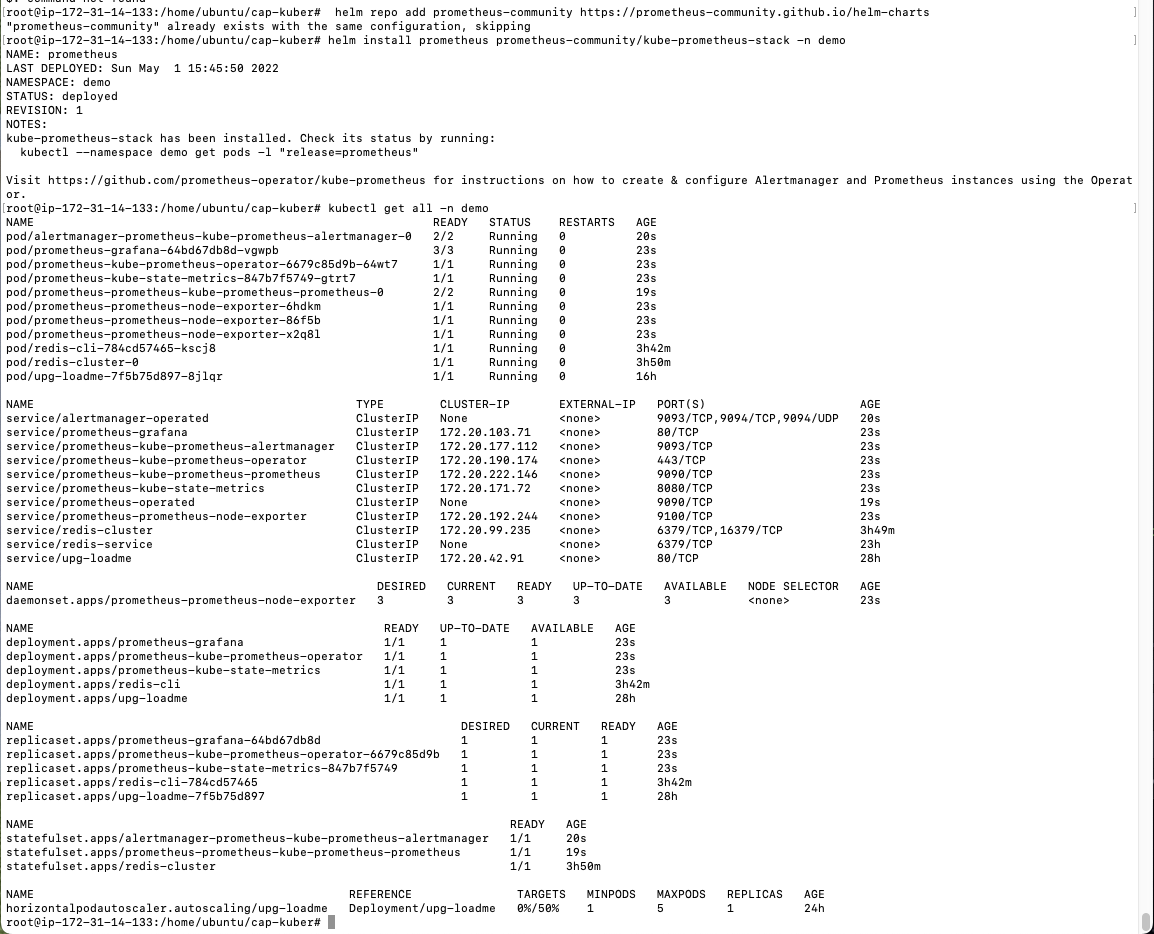 [root@ip-172-31-14-133:/home/ubuntu/cap-kuber#  helm repo add prometheus-community https://prometheus-community.github.io/helm-charts ]
"prometheus-community" already exists with the same configuration, skipping
[root@ip-172-31-14-133:/home/ubuntu/cap-kuber# helm install prometheus prometheus-community/kube-prometheus-stack -n demo ]
NAME: prometheus
LAST DEPLOYED: Sun May  1 15:45:50 2022
NAMESPACE: demo
STATUS: deployed
REVISION: 1
NOTES:
kube-prometheus-stack has been installed. Check its status by running:
  kubectl --namespace demo get pods -l "release=prometheus"
Visit https://github.com/prometheus-operator/kube-prometheus for instructions on how to create & configure Alertmanager and Prometheus instances using the Operat
or.
[root@ip-172-31-14-133:/home/ubuntu/cap-kuber# kubectl get all -n demo ]
NAME READY STATUS RESTARTS AGE
pod/alertmanager-prometheus-kube-prometheus-alertmanager-0 2/2 Running 0 20s
pod/prometheus-grafana-64bd67db8d-vgwpb 3/3 Running 0 23s
pod/prometheus-kube-prometheus-operator-6679c85d9b-64wt7 1/1 Running 0 23s
pod/prometheus-kube-state-metrics-847b7f5749-gtrt7 1/1 Running 0 23s
pod/prometheus-prometheus-kube-prometheus-prometheus-0 2/2 Running 0 19s
pod/prometheus-prometheus-node-exporter-6hdkm 1/1 Running 0 23s
pod/prometheus-prometheus-node-exporter-86f5b 1/1 Running 0 23s
pod/prometheus-prometheus-node-exporter-x2q8l 1/1 Running 0 23s
pod/redis-cli-784cd57465-kscj8 1/1 Running 0 3h42m
pod/redis-cluster-0 1/1 Running 0 3h50m
pod/upg-loadme-7f5b75d897-8jlqr 1/1 Running 0 16h
NAME TYPE CLUSTER-IP EXTERNAL-IP PORT(S) AGE
service/alertmanager-operated ClusterIP None <none> 9093/TCP,9094/TCP,9094/UDP 20s
service/prometheus-grafana ClusterIP 172.20.103.71 <none> 80/TCP 23s
service/prometheus-kube-prometheus-alertmanager ClusterIP 172.20.177.112 <none> 9093/TCP 23s
service/prometheus-kube-prometheus-operator ClusterIP 172.20.190.174 <none> 443/TCP 23s
service/prometheus-kube-prometheus-prometheus ClusterIP 172.20.222.146 <none> 9090/TCP 23s
service/prometheus-kube-state-metrics ClusterIP 172.20.171.72 <none> 8080/TCP 23s
service/prometheus-operated ClusterIP None <none> 9090/TCP 19s
service/prometheus-prometheus-node-exporter ClusterIP 172.20.192.244 <none> 9100/TCP 23s
service/redis-cluster ClusterIP 172.20.99.235 <none> 6379/TCP,16379/TCP 3h49m
service/redis-service ClusterIP None <none> 6379/TCP 23h
service/upg-loadme ClusterIP 172.20.42.91 <none> 80/TCP 28h
NAME DESIRED CURRENT READY UP-TO-DATE AVAILABLE NODE SELECTOR AGE
daemonset.apps/prometheus-prometheus-node-exporter 3 3 3 3 3 <none> 23s
NAME READY UP-TO-DATE AVAILABLE AGE
deployment.apps/prometheus-grafana 1/1 1 1 23s
deployment.apps/prometheus-kube-prometheus-operator 1/1 1 1 23s
deployment.apps/prometheus-kube-state-metrics 1/1 1 1 23s
deployment.apps/redis-cli 1/1 1 1 3h42m
deployment.apps/upg-loadme 1/1 1 1 28h
NAME DESIRED CURRENT READY AGE
replicaset.apps/prometheus-grafana-64bd67db8d 1 1 1 23s
replicaset.apps/prometheus-kube-prometheus-operator-6679c85d9b 1 1 1 23s
replicaset.apps/prometheus-kube-state-metrics-847b7f5749 1 1 1 23s
replicaset.apps/redis-cli-784cd57465 1 1 1 3h42m
replicaset.apps/upg-loadme-7f5b75d897 1 1 1 28h
NAME READY AGE
statefulset.apps/alertmanager-prometheus-kube-prometheus-alertmanager 1/1 20s
statefulset.apps/prometheus-prometheus-kube-prometheus-prometheus 1/1 19s
statefulset.apps/redis-cluster 1/1 3h50m
NAME REFERENCE TARGETS MINPODS MAXPODS REPLICAS AGE
horizontalpodautoscaler.autoscaling/upg-loadme Deployment/upg-loadme 0%/50% 1 5 1 24h
root@ip-172-31-14-133:/home/ubuntu/cap-kuber#